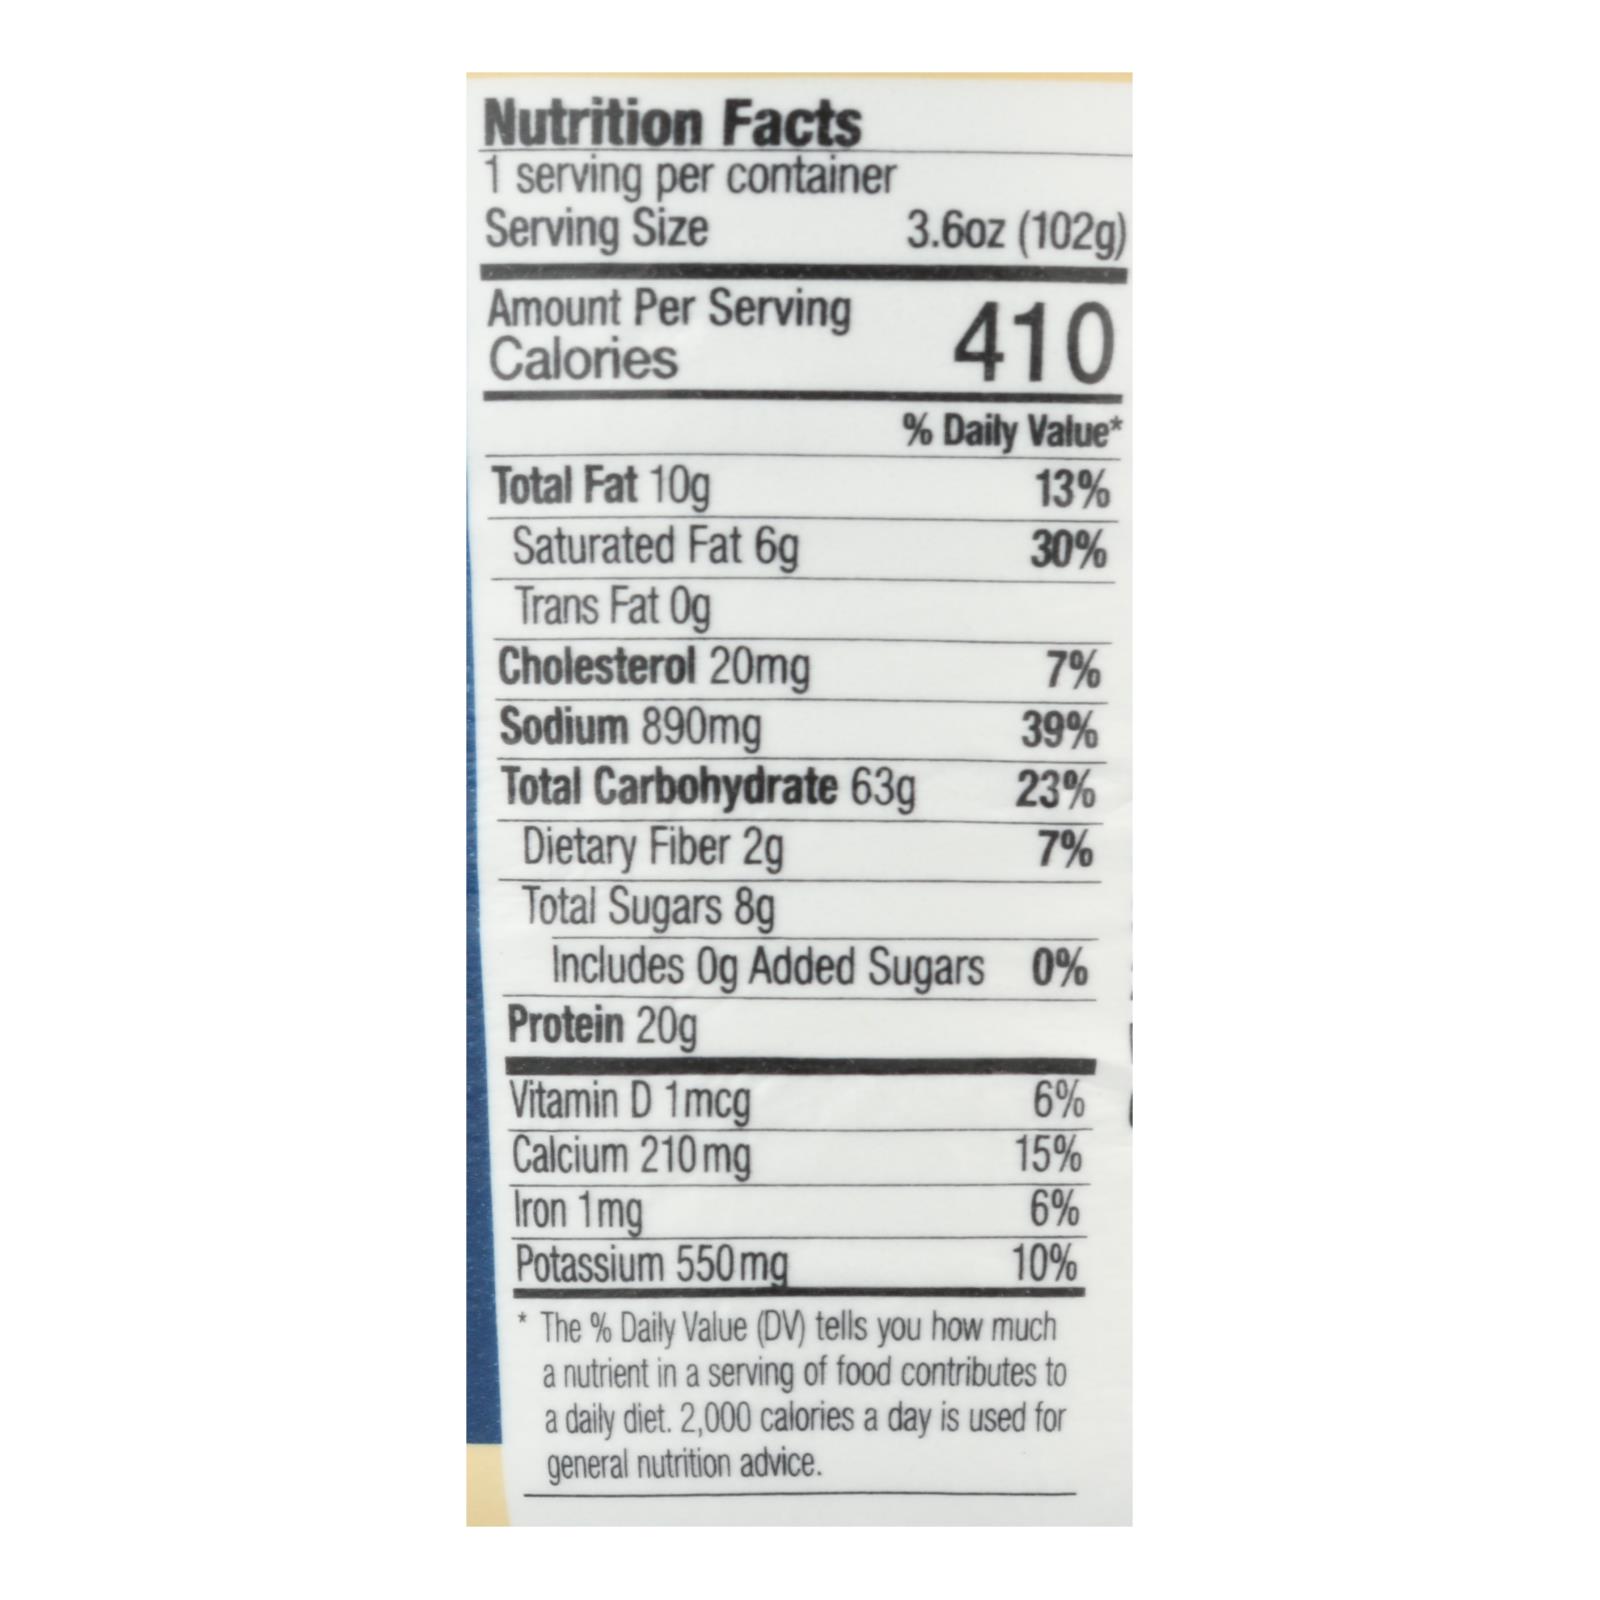 Nutrition Facts
1 serving per container
Serving Size 3.6oz (102g)
Amount Per Serving
Calories 410
% Daily Value*
Total Fat 10g 13%
Saturated Fat 6g 30%
Trans Fat 0g
Cholesterol 20mg 7%
Sodium 890mg 39%
Total Carbohydrate 63g 23%
Dietary Fiber 2g 7%
Total Sugars 8g
Includes 0g Added Sugars 0%
Protein 20g
Vitamin D 1mcg 6%
Calcium 210mg 15%
Iron 1mg 6%
Potassium 550mg 10%
* The % Daily Value (DV) tells you how much
a nutrient in a serving of food contributes to
a daily diet. 2,000 calories a day is used for
general nutrition advice.